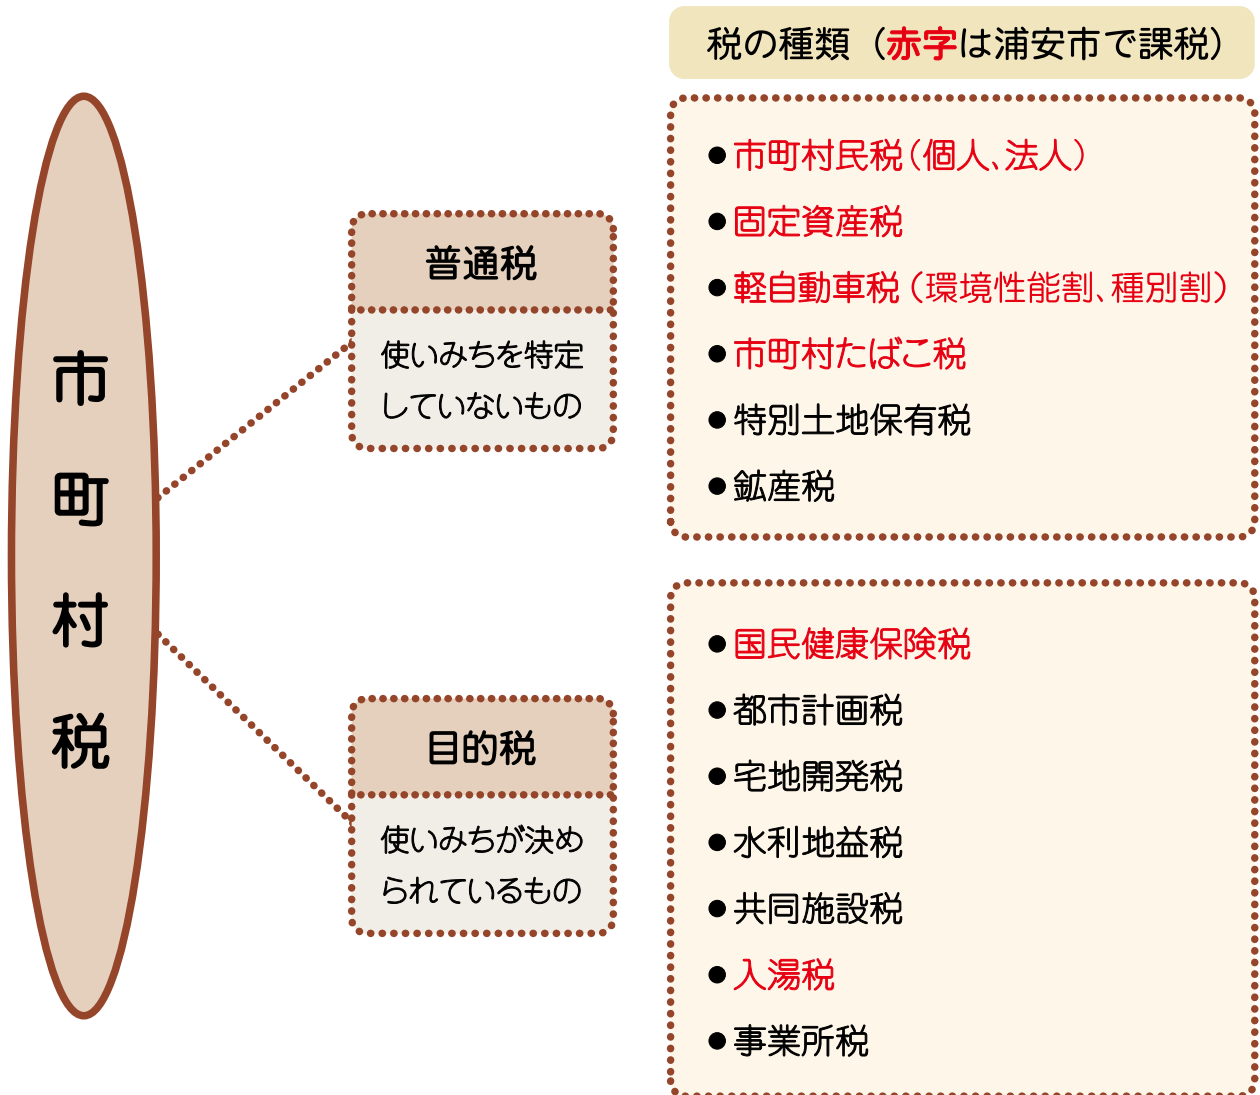 税の種類（赤字は浦安市で課税）
市町村税
普通税
使いみちを特定
していないもの
●市町村民税（個人、法人）
●固定資産税
●軽自動車税（環境性能割、種別割）
●市町村たばこ税
●特別土地保有税
●鉱産税
目的税
使いみちが決め
られているもの
●国民健康保険税
●都市計画税
●宅地開発税
●水利地益税
●共同施設税
●入湯税
●事業所税